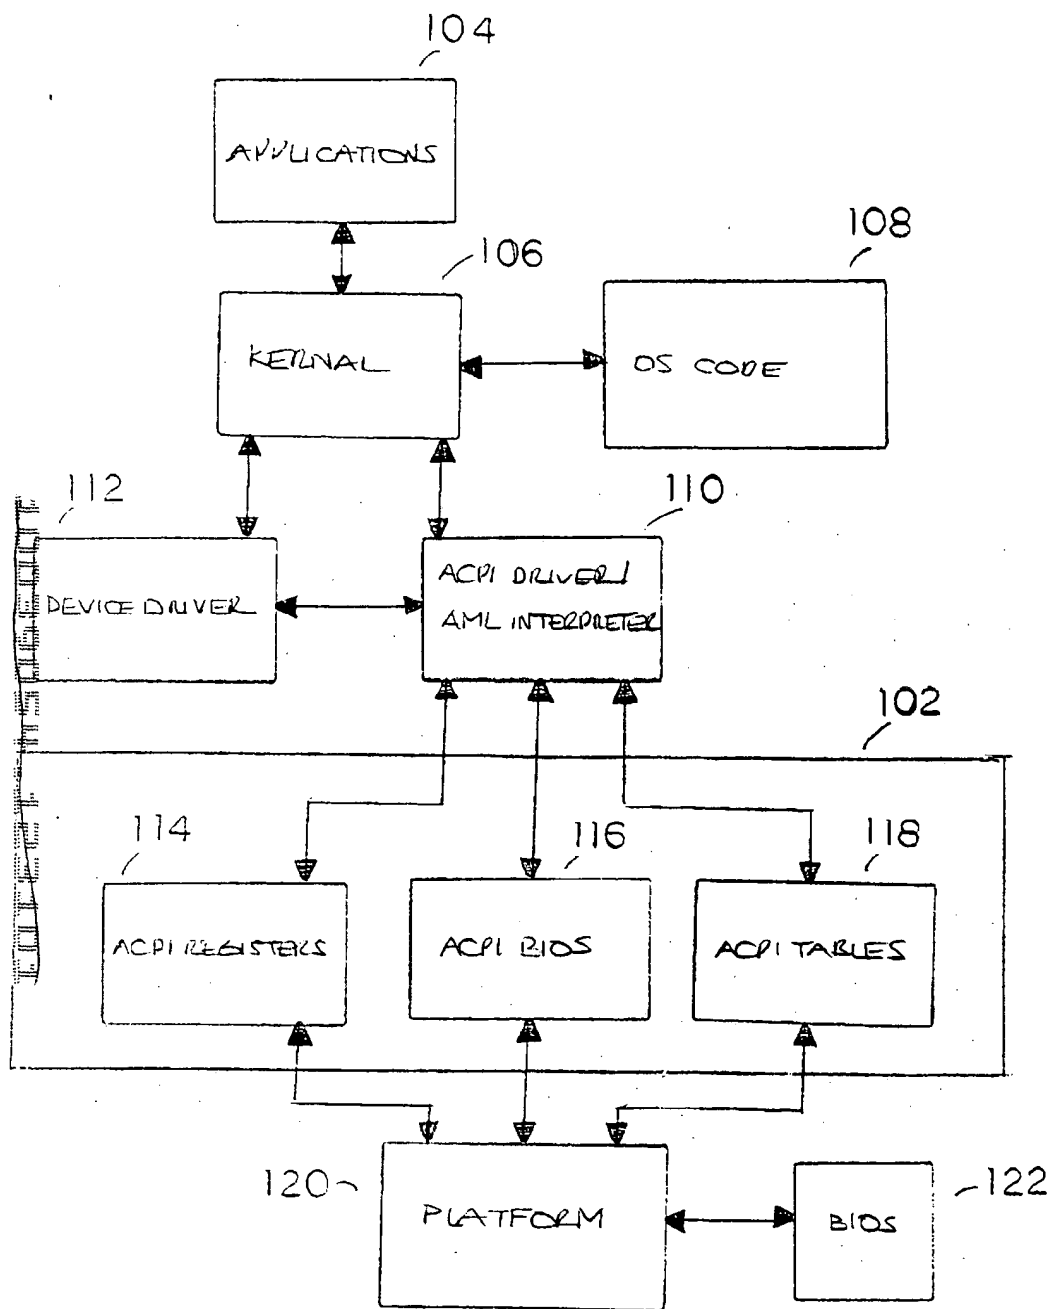 104
APPLICATIONS
106
108
KERNAL
OS CODE
112
110
DEVICE DRIVER
ACPI DRIVER/
AML INTERPRETER
102
114
116
118
ACPI REGISTERS
ACPI BIOS
ACPI TABLES
120
PLATFORM
122
BIOS